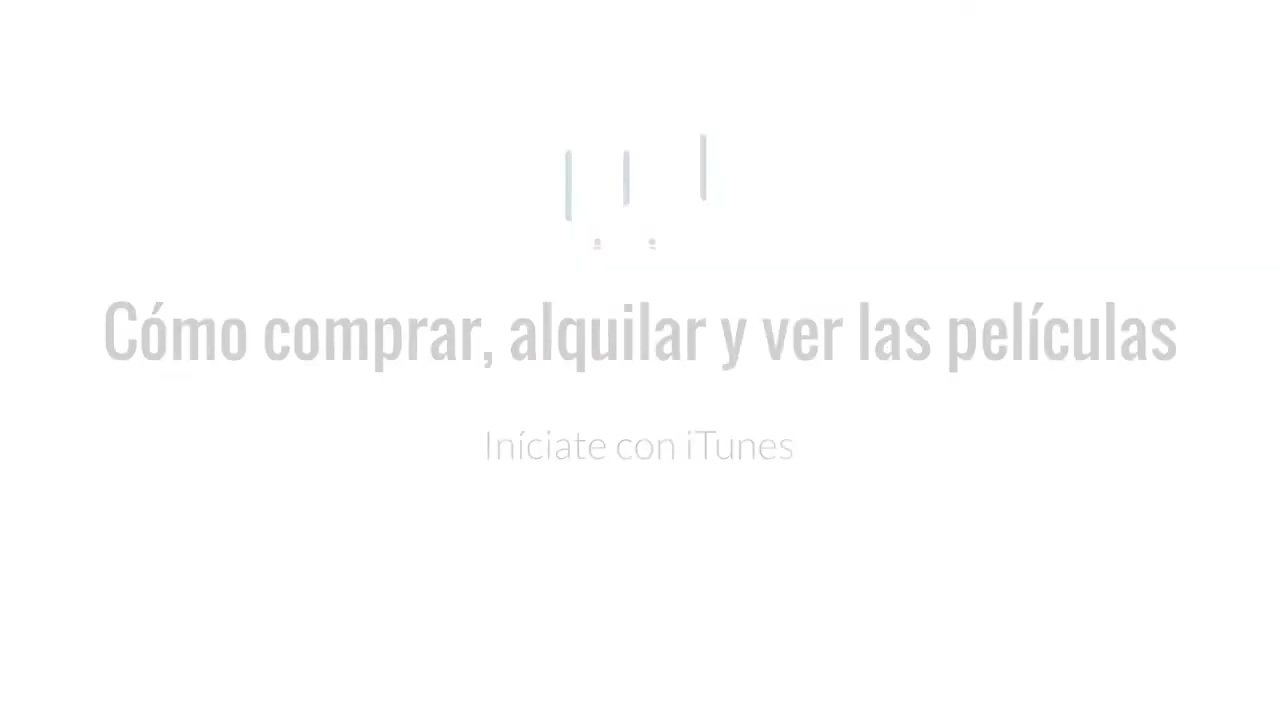 Cómo comprar, alquilar y ver las películas
Iníciate con iTunes